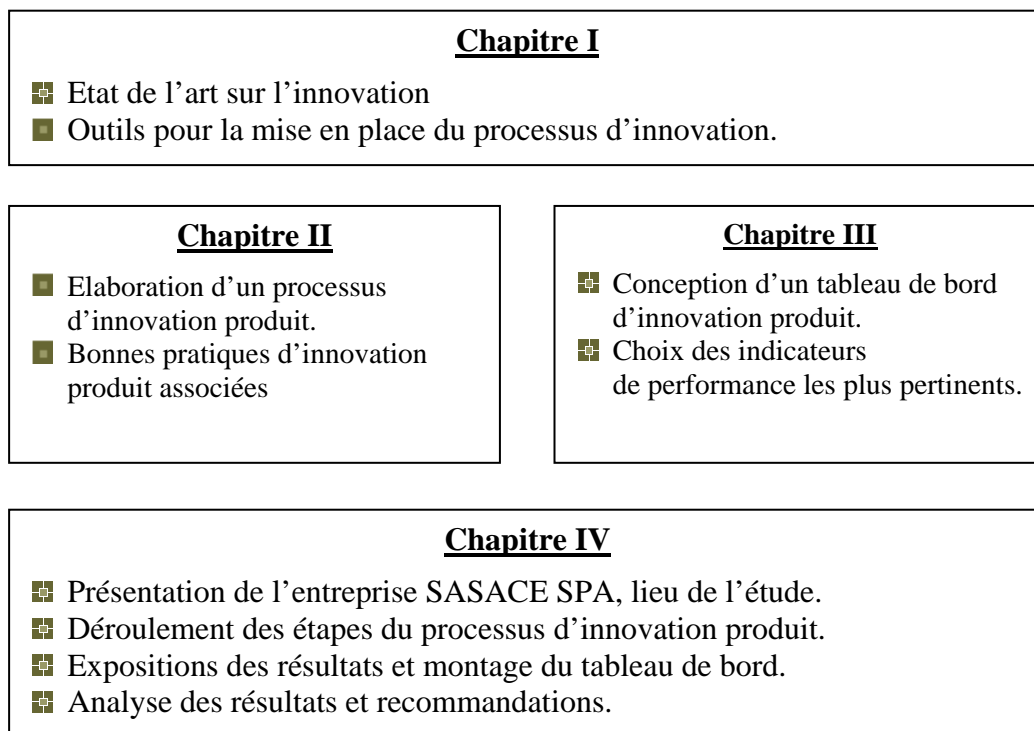 Chapitre I
Etat de l’art sur l’innovation
Outils pour la mise en place du processus d’innovation.
Chapitre II
Elaboration d’un processus
d’innovation produit.
Bonnes pratiques d’innovation
produit associées
Chapitre III
Conception d’un tableau de bord
d’innovation produit.
Choix des indicateurs
de performance les plus pertinents.
Chapitre IV
Présentation de l’entreprise SASACE SPA, lieu de l’étude.
Déroulement des étapes du processus d’innovation produit.
Expositions des résultats et montage du tableau de bord.
Analyse des résultats et recommandations.